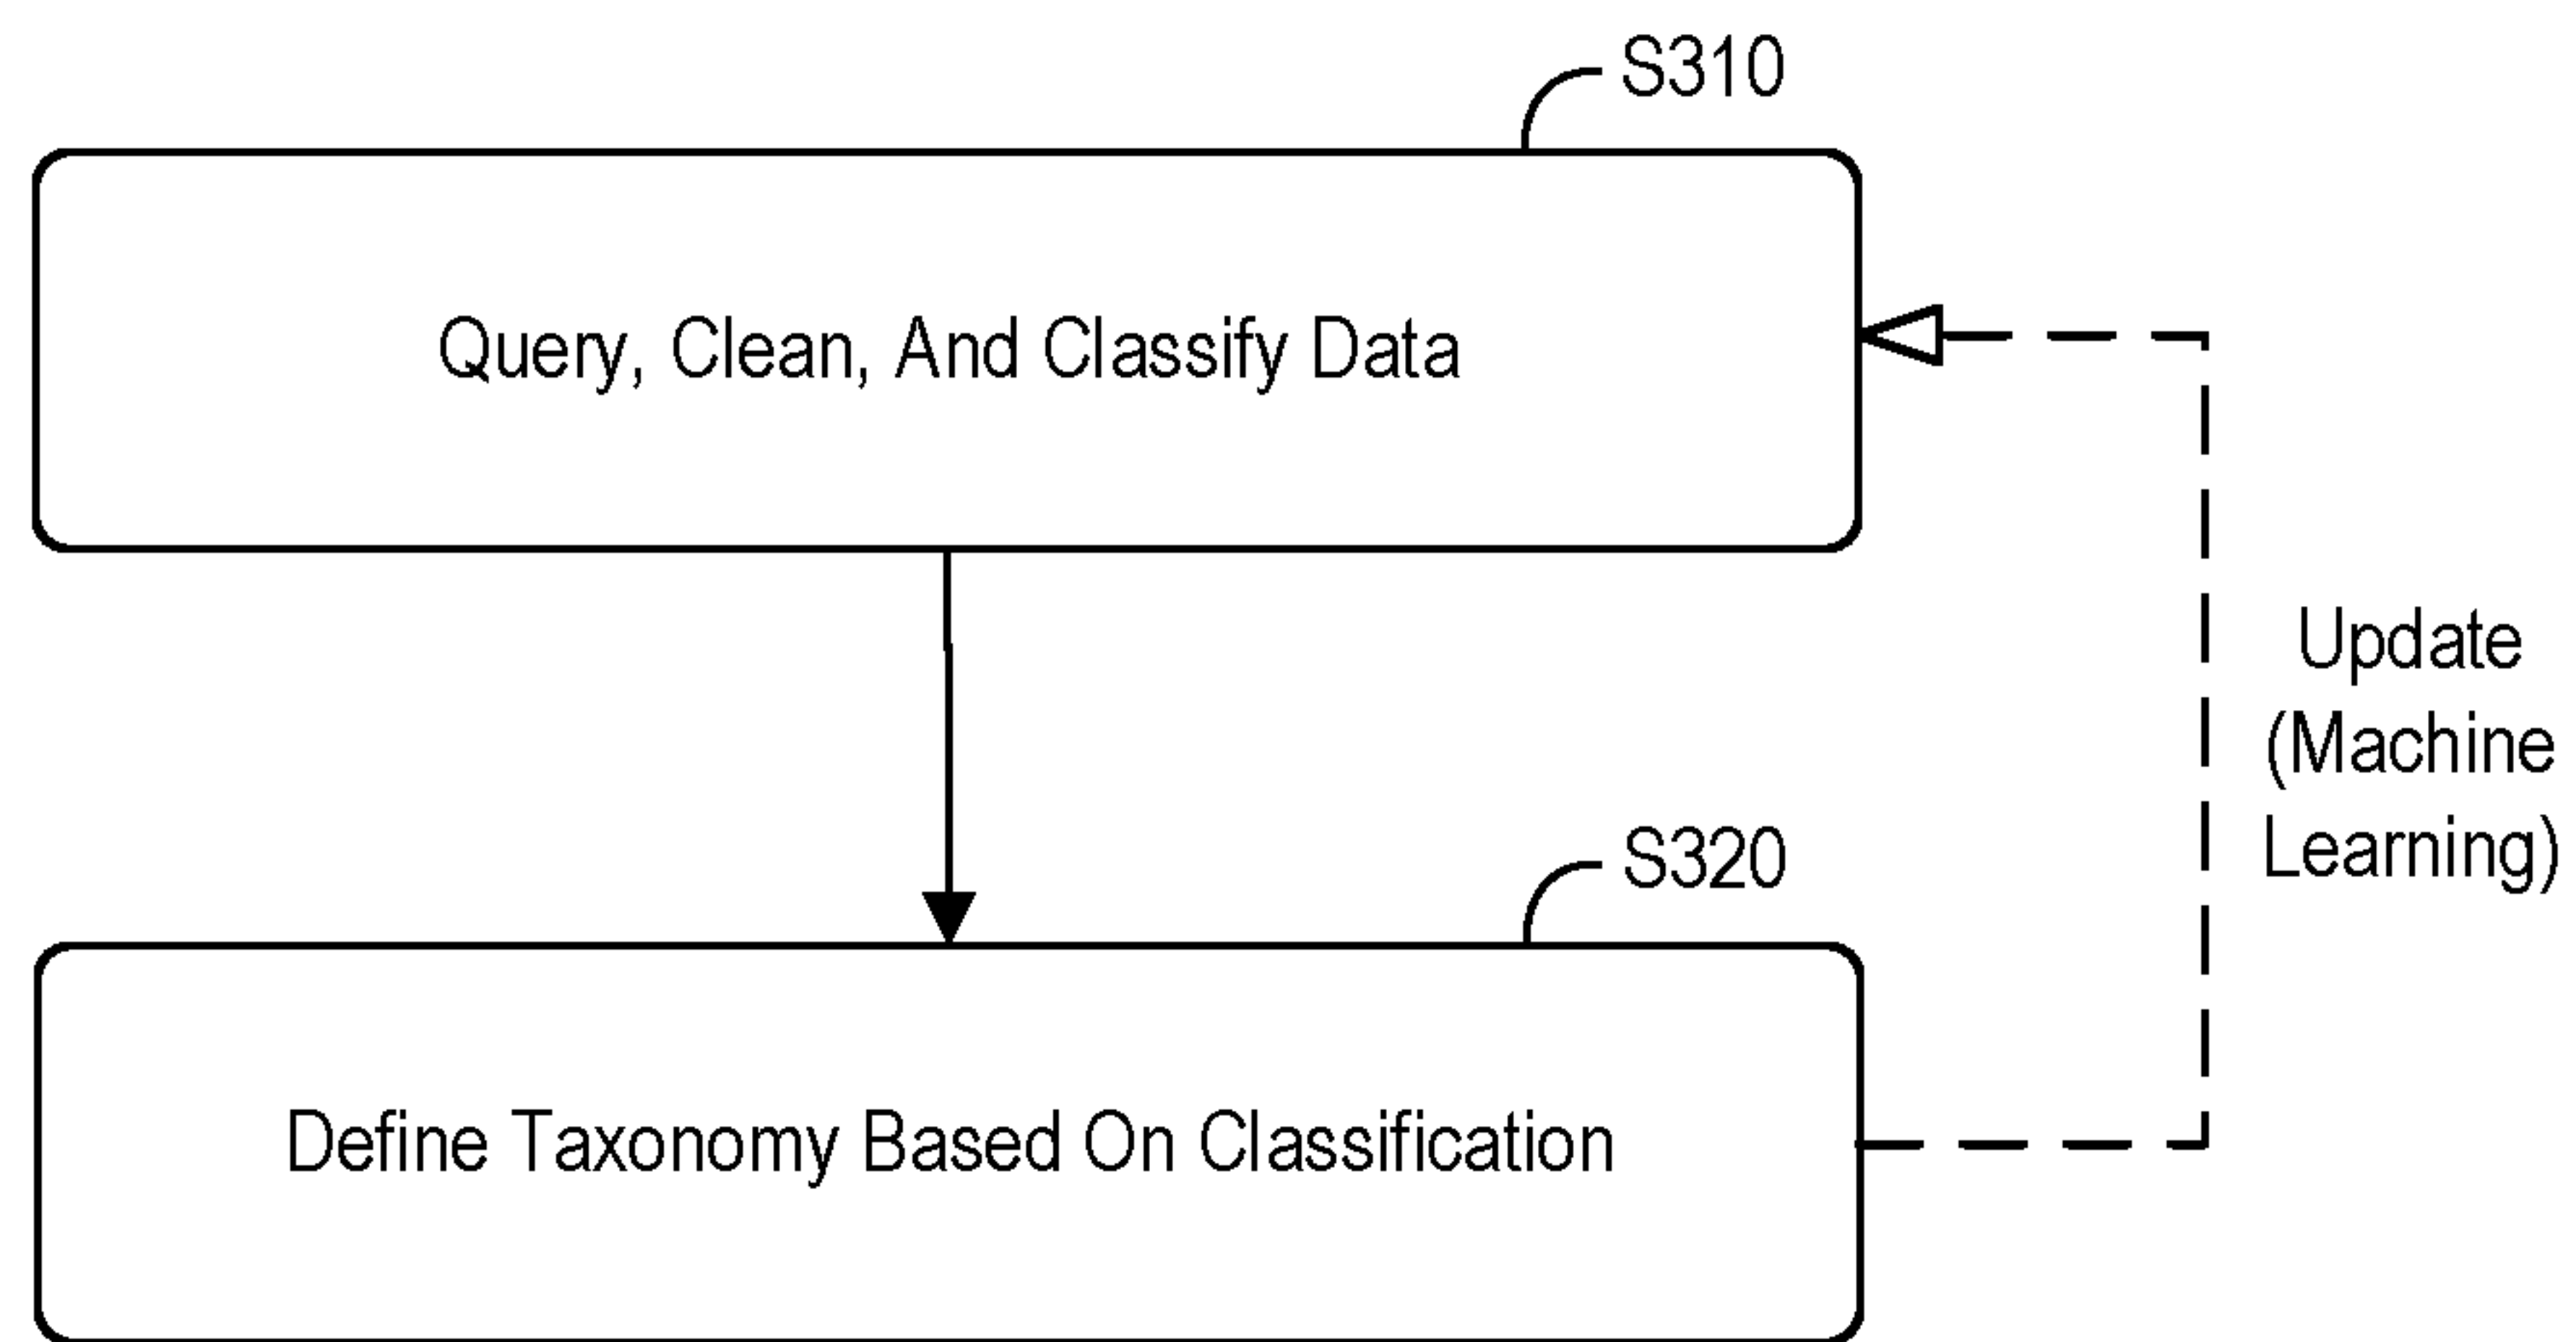 S310
Query, Clean, And Classify Data
Update
(Machine
Learning)
S320
Define Taxonomy Based On Classification